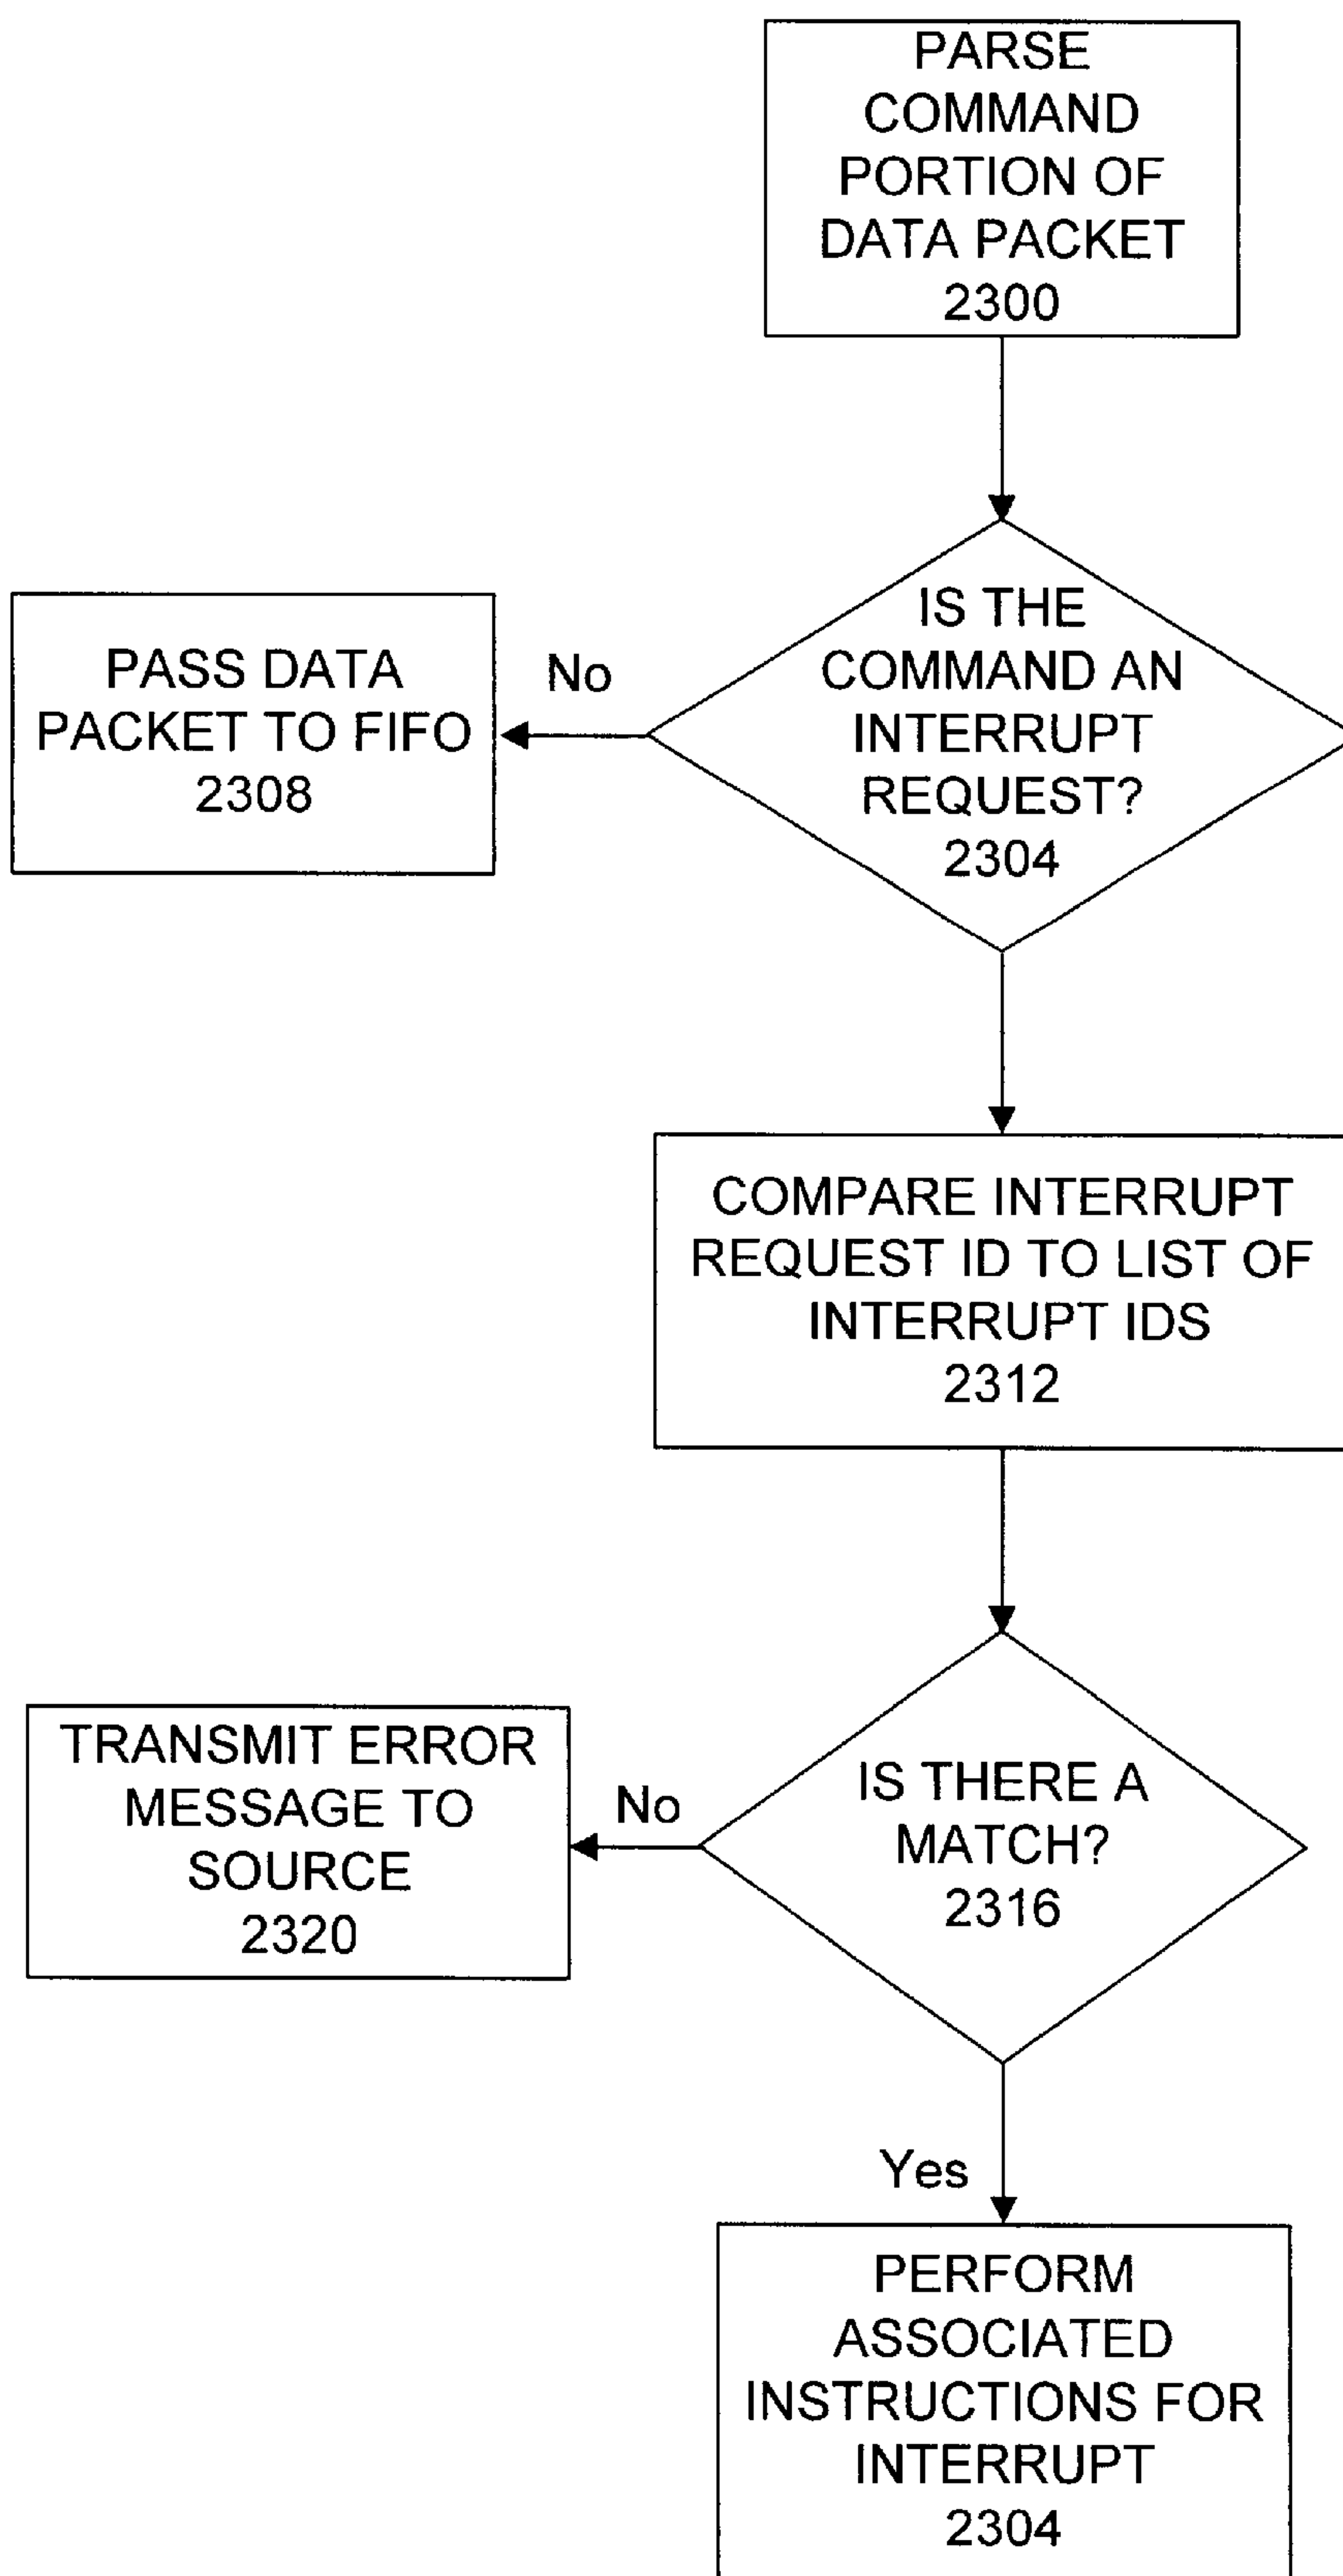 PARSE
COMMAND
PORTION OF
DATA PACKET
2300
IS THE
COMMAND AN
INTERRUPT
REQUEST?
2304
No
PASS DATA
PACKET TO FIFO
2308
COMPARE INTERRUPT
REQUEST ID TO LIST OF
INTERRUPT IDS
2312
IS THERE A
MATCH?
2316
No
TRANSMIT ERROR
MESSAGE TO
SOURCE
2320
Yes
PERFORM
ASSOCIATED
INSTRUCTIONS FOR
INTERRUPT
2304